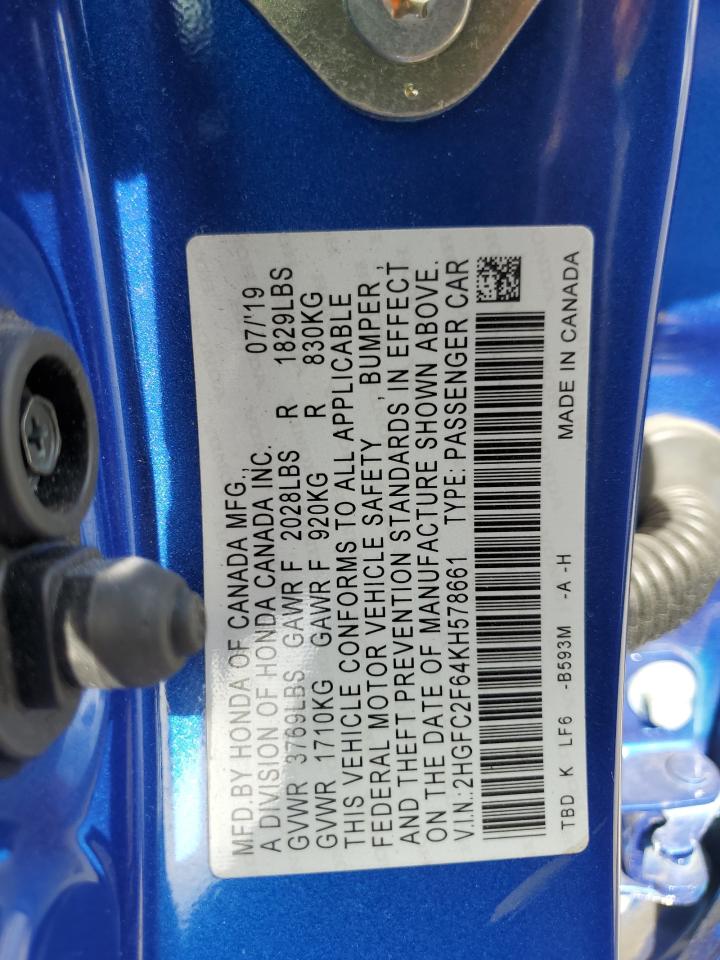 MFD. BY HONDA OF CANADA MFG., 07/19
A DIVISION OF HONDA CANADA INC.
GVWR 3769LBS GAWR F 2028LBS R 1829LBS
GVWR 1710KG GAWR F 920KG R 830KG
THIS VEHICLE CONFORMS TO ALL APPLICABLE
FEDERAL MOTOR VEHICLE SAFETY , BUMPER ,
AND THEFT PREVENTION STANDARDS IN EFFECT
ON THE DATE OF MANUFACTURE SHOWN ABOVE.
V.I.N.: 2HGFC2F64KH578661 TYPE: PASSENGER CAR
TBD K LF6 -B593M -A -H MADE IN CANADA